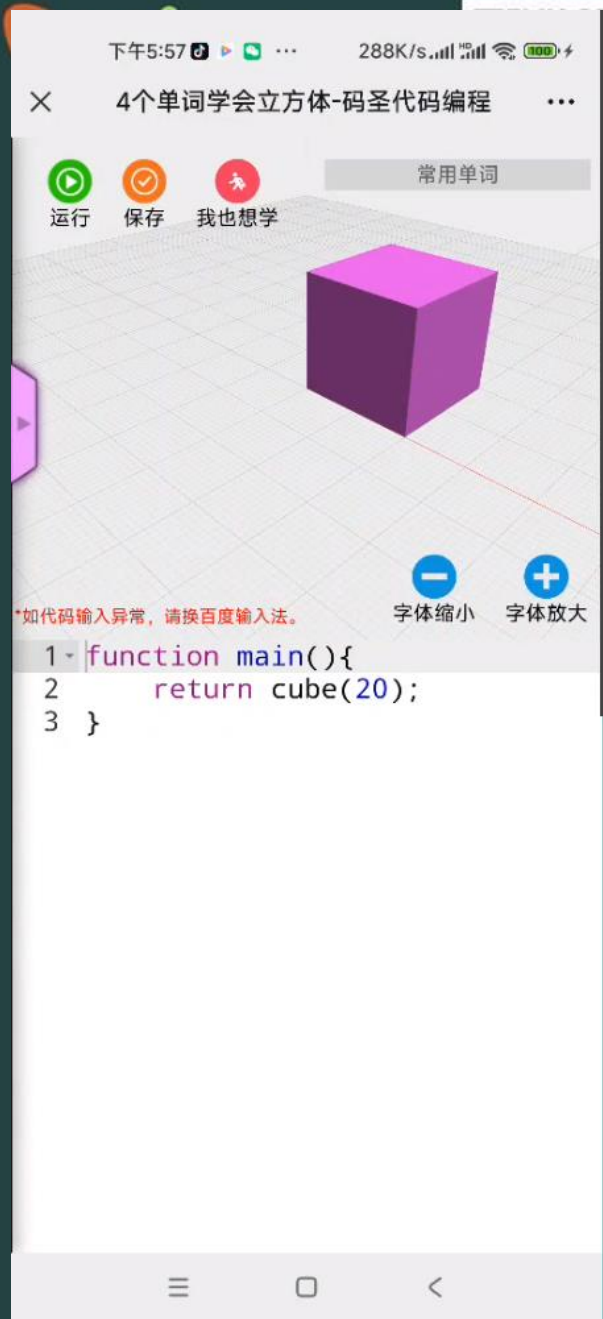 下午5:57 ··· 288K/s HD 100
4个单词学会立方体-码圣代码编程 ···
常用单词
运行 保存 我也想学
字体缩小 字体放大
*如代码输入异常，请换百度输入法。
1 function main(){
2 return cube(20);
3 }